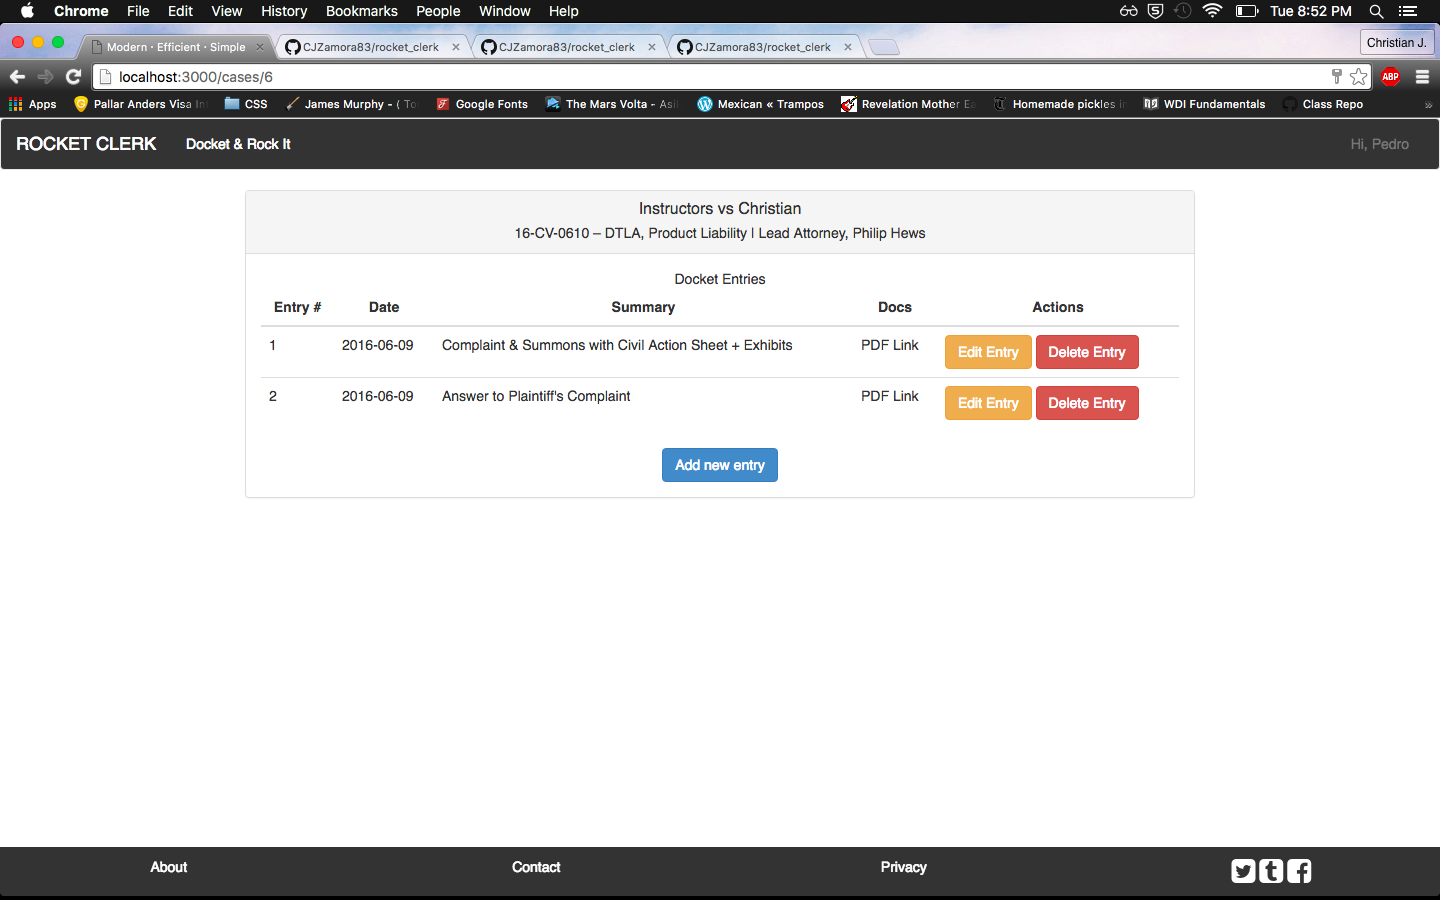 Chrome File Edit View History Bookmarks People Window Help Tue 8:52 PM
Modern · Efficient · Simple CJZamora83/rocket_clerk CJZamora83/rocket_clerk CJZamora83/rocket_clerk Christian J.
localhost:3000/cases/6 ABP
Apps Pallar Anders Visa In CSS James Murphy - ( To Google Fonts The Mars Volta - Asil Mexican « Trampos Revelation Mother Ea Homemade pickles in WDI Fundamentals Class Repo »
ROCKET CLERK Docket & Rock It Hi, Pedro
Instructors vs Christian
16-CV-0610 – DTLA, Product Liability | Lead Attorney, Philip Hews
Docket Entries
Entry # Date Summary Docs Actions
1 2016-06-09 Complaint & Summons with Civil Action Sheet + Exhibits PDF Link Edit Entry Delete Entry
2 2016-06-09 Answer to Plaintiff's Complaint PDF Link Edit Entry Delete Entry
Add new entry
About Contact Privacy